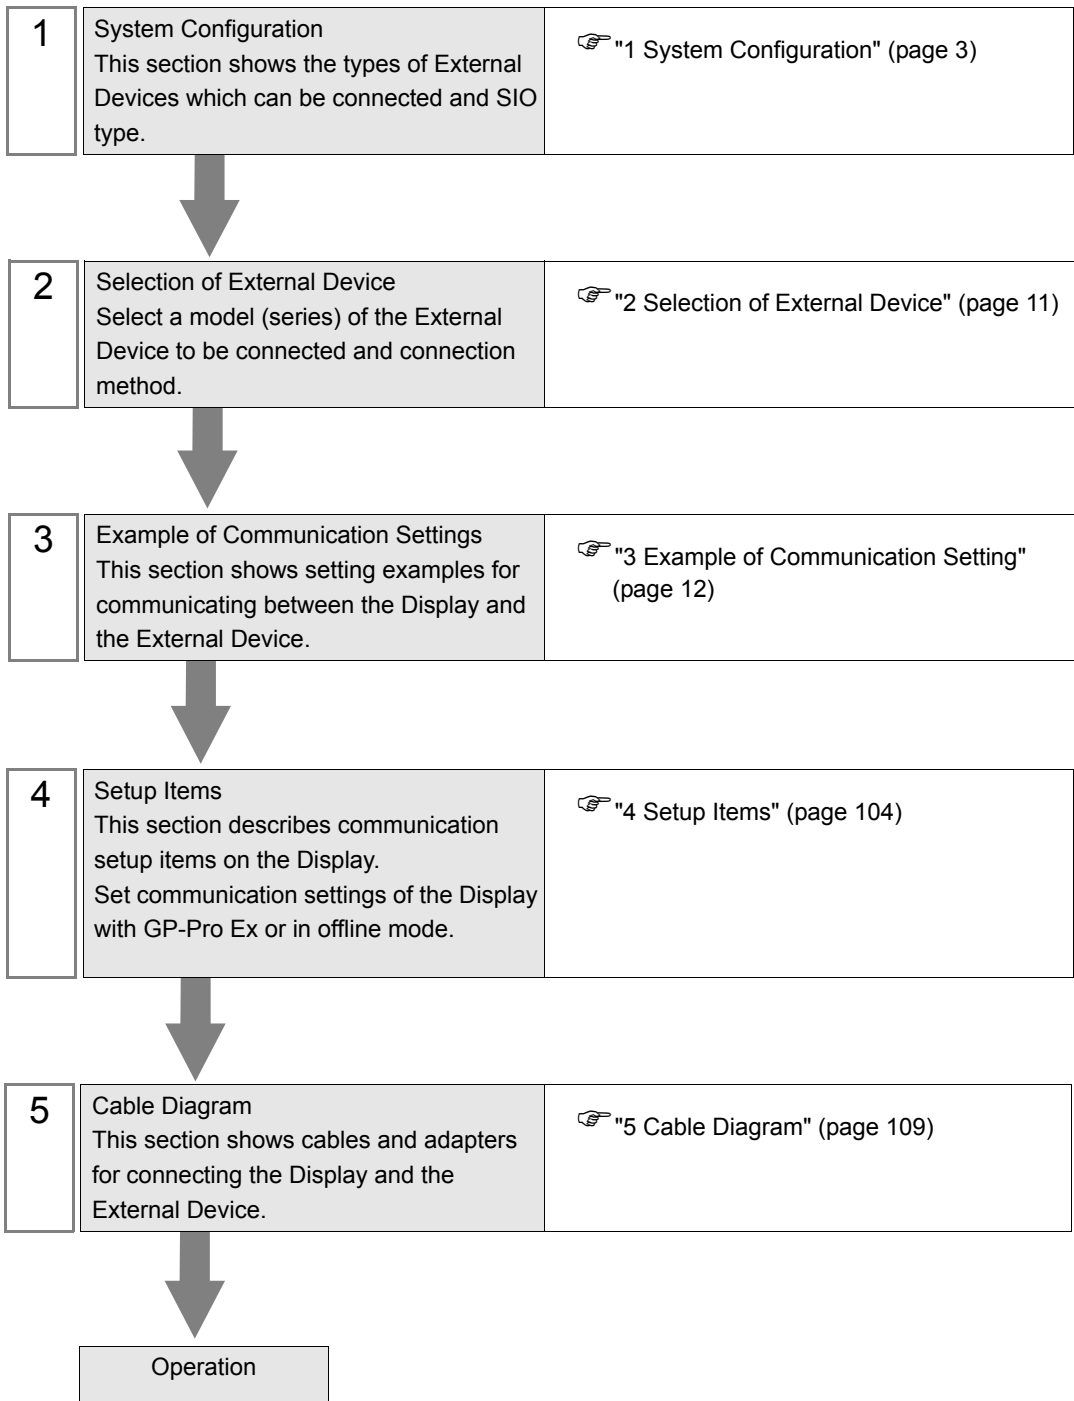 1
System Configuration
This section shows the types of External
Devices which can be connected and SIO
type.
"1 System Configuration" (page 3)
2
Selection of External Device
Select a model (series) of the External
Device to be connected and connection
method.
"2 Selection of External Device" (page 11)
3
Example of Communication Settings
This section shows setting examples for
communicating between the Display and
the External Device.
"3 Example of Communication Setting"
(page 12)
4
Setup Items
This section describes communication
setup items on the Display.
Set communication settings of the Display
with GP-Pro Ex or in offline mode.
"4 Setup Items" (page 104)
5
Cable Diagram
This section shows cables and adapters
for connecting the Display and the
External Device.
"5 Cable Diagram" (page 109)
Operation